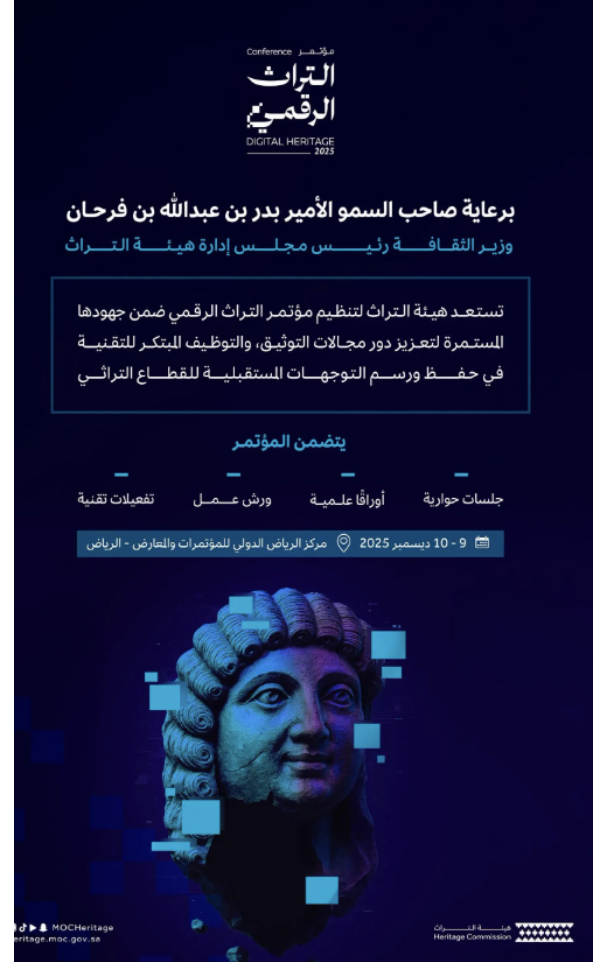 مؤتمر Conference
التراث
الرقمي
DIGITAL HERITAGE
2025
برعاية صاحب السمو الأمير بدر بن عبدالله بن فرحان
وزير الثقافة رئيس مجلس إدارة هيئة التراث
تستعد هيئة التراث لتنظيم مؤتمر التراث الرقمي ضمن جهودها
المستمرة لتعزيز دور مجالات التوثيق، والتوظيف المبتكر للتقنية
في حفظ ورسم التوجهات المستقبلية للقطاع التراثي
يتضمن المؤتمر
جلسات حوارية أوراقًا علمية ورش عمل تفعيلات تقنية
9 - 10 ديسمبر 2025 مركز الرياض الدولي للمؤتمرات والمعارض - الرياض
MOCHeritage
eritage.moc.gov.sa
هيئة التراث
Heritage Commission